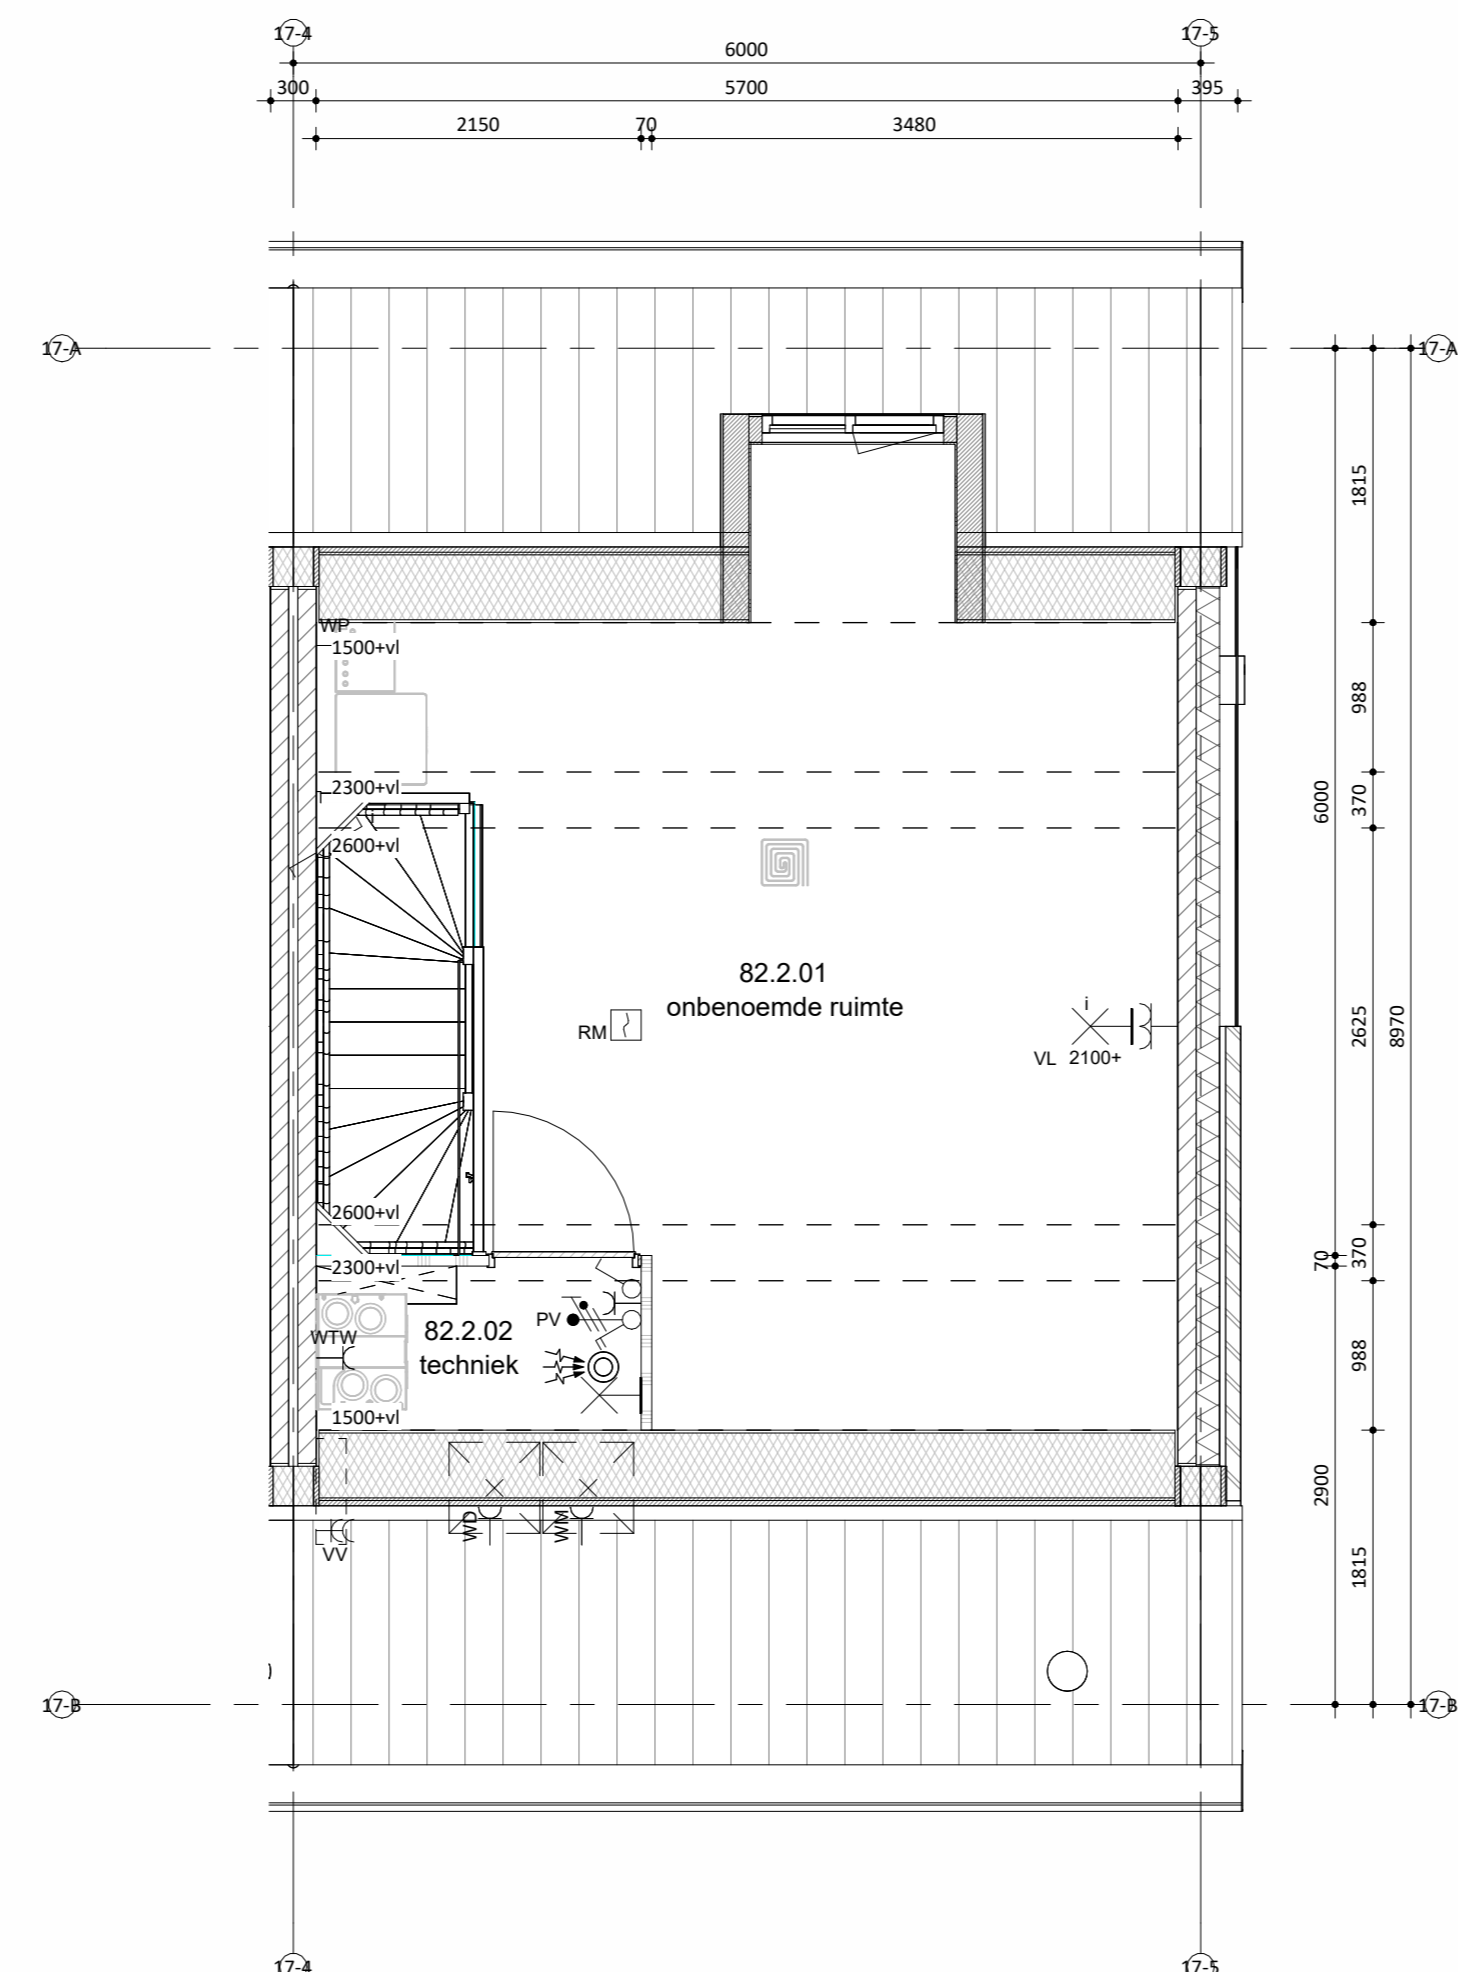 17-4
17-5
6000
300
5700
395
2150
70
3480
17-A
17-A
1815
WP
1500+vl
988
2300+vl
370
6000
2600+vl
82.2.01
onbenoemde ruimte
RM
i
VL 2100+
2625
8970
2600+vl
2300+vl
70
370
PV
82.2.02
techniek
WTW
988
1500+vl
2900
WD
WM
VV
1815
17-B
17-B
17-4
17-5